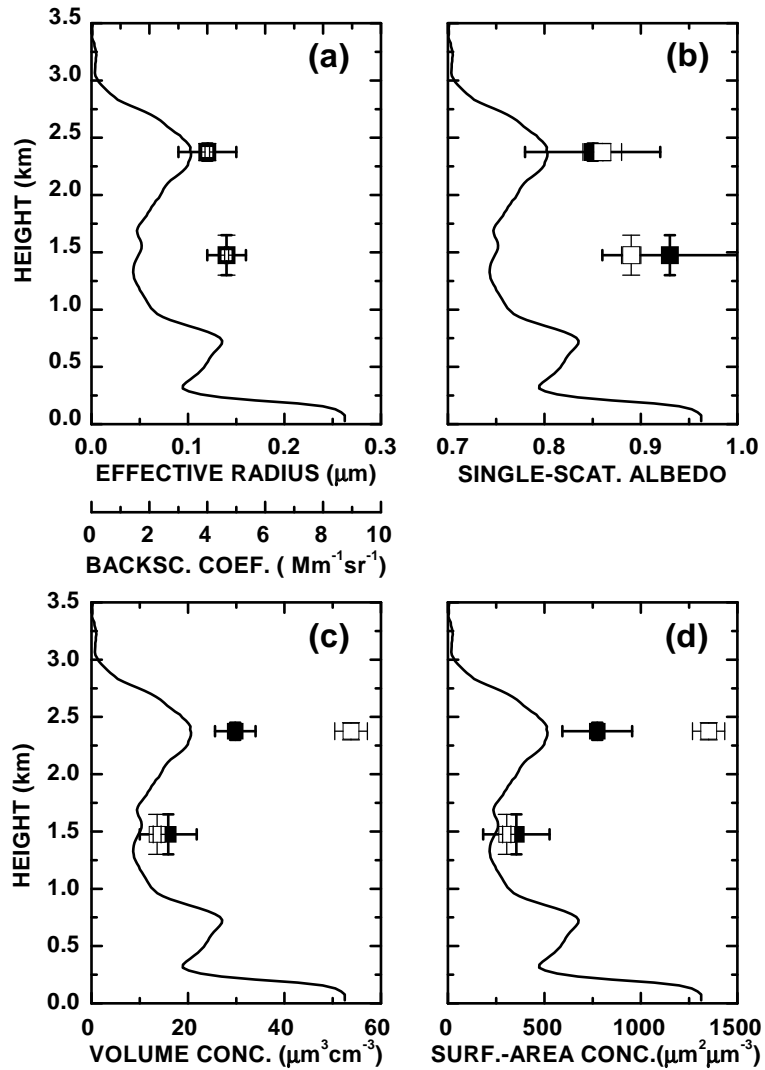 3.5
(a)
(b)
3.0
2.5
2.0
1.5
1.0
0.5
0.0
HEIGHT (km)
0.0 0.1 0.2 0.3
0.7 0.8 0.9 1.0
EFFECTIVE RADIUS (μm)
SINGLE-SCAT. ALBEDO
0 2 4 6 8 10
BACKSC. COEF. ( Mm⁻¹sr⁻¹)
3.5
(c)
(d)
3.0
2.5
2.0
1.5
1.0
0.5
0.0
HEIGHT (km)
0 20 40 60
0 500 1000 1500
VOLUME CONC. (μm³cm⁻³)
SURF.-AREA CONC.(μm²μm⁻³)